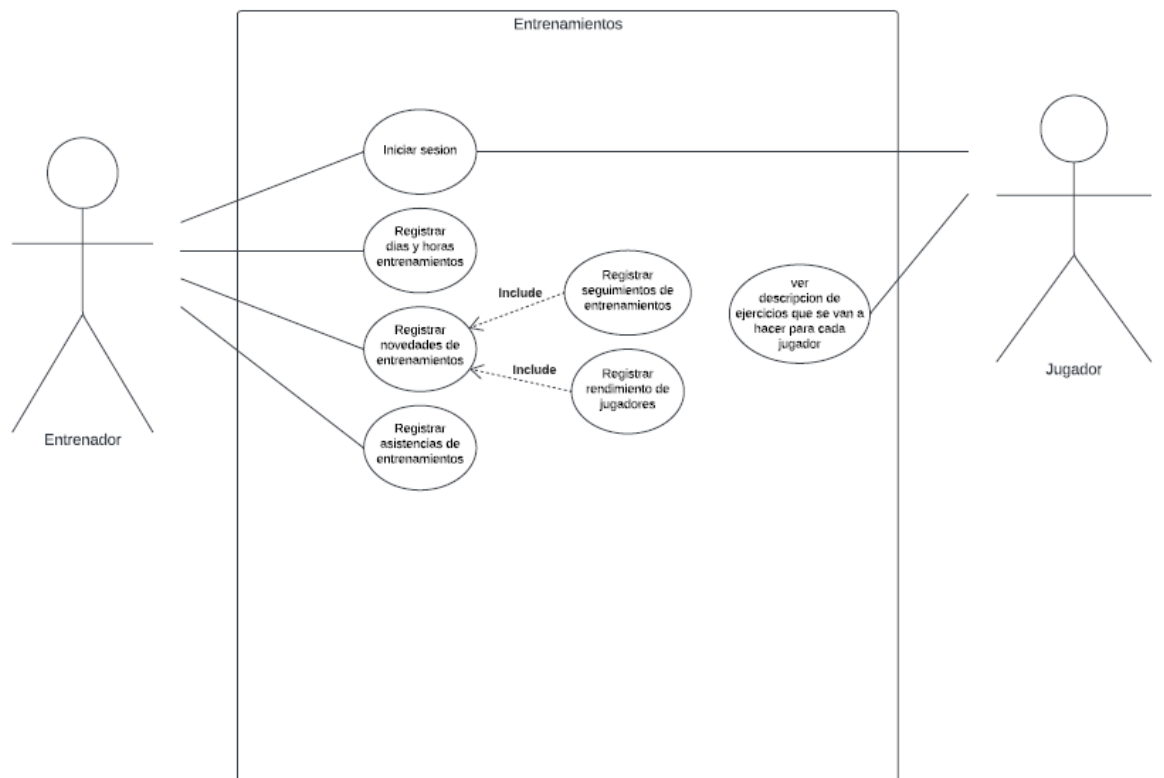 Entrenamientos
Iniciar sesion
Registrar
dias y horas
entrenamientos
Include
Registrar
seguimientos de
entrenamientos
ver
descripcion de
ejercicios que se van a
hacer para cada
jugador
Registrar
novedades de
entrenamientos
Include
Registrar
rendimiento de
jugadores
Jugador
Registrar
asistencias de
entrenamientos
Entrenador